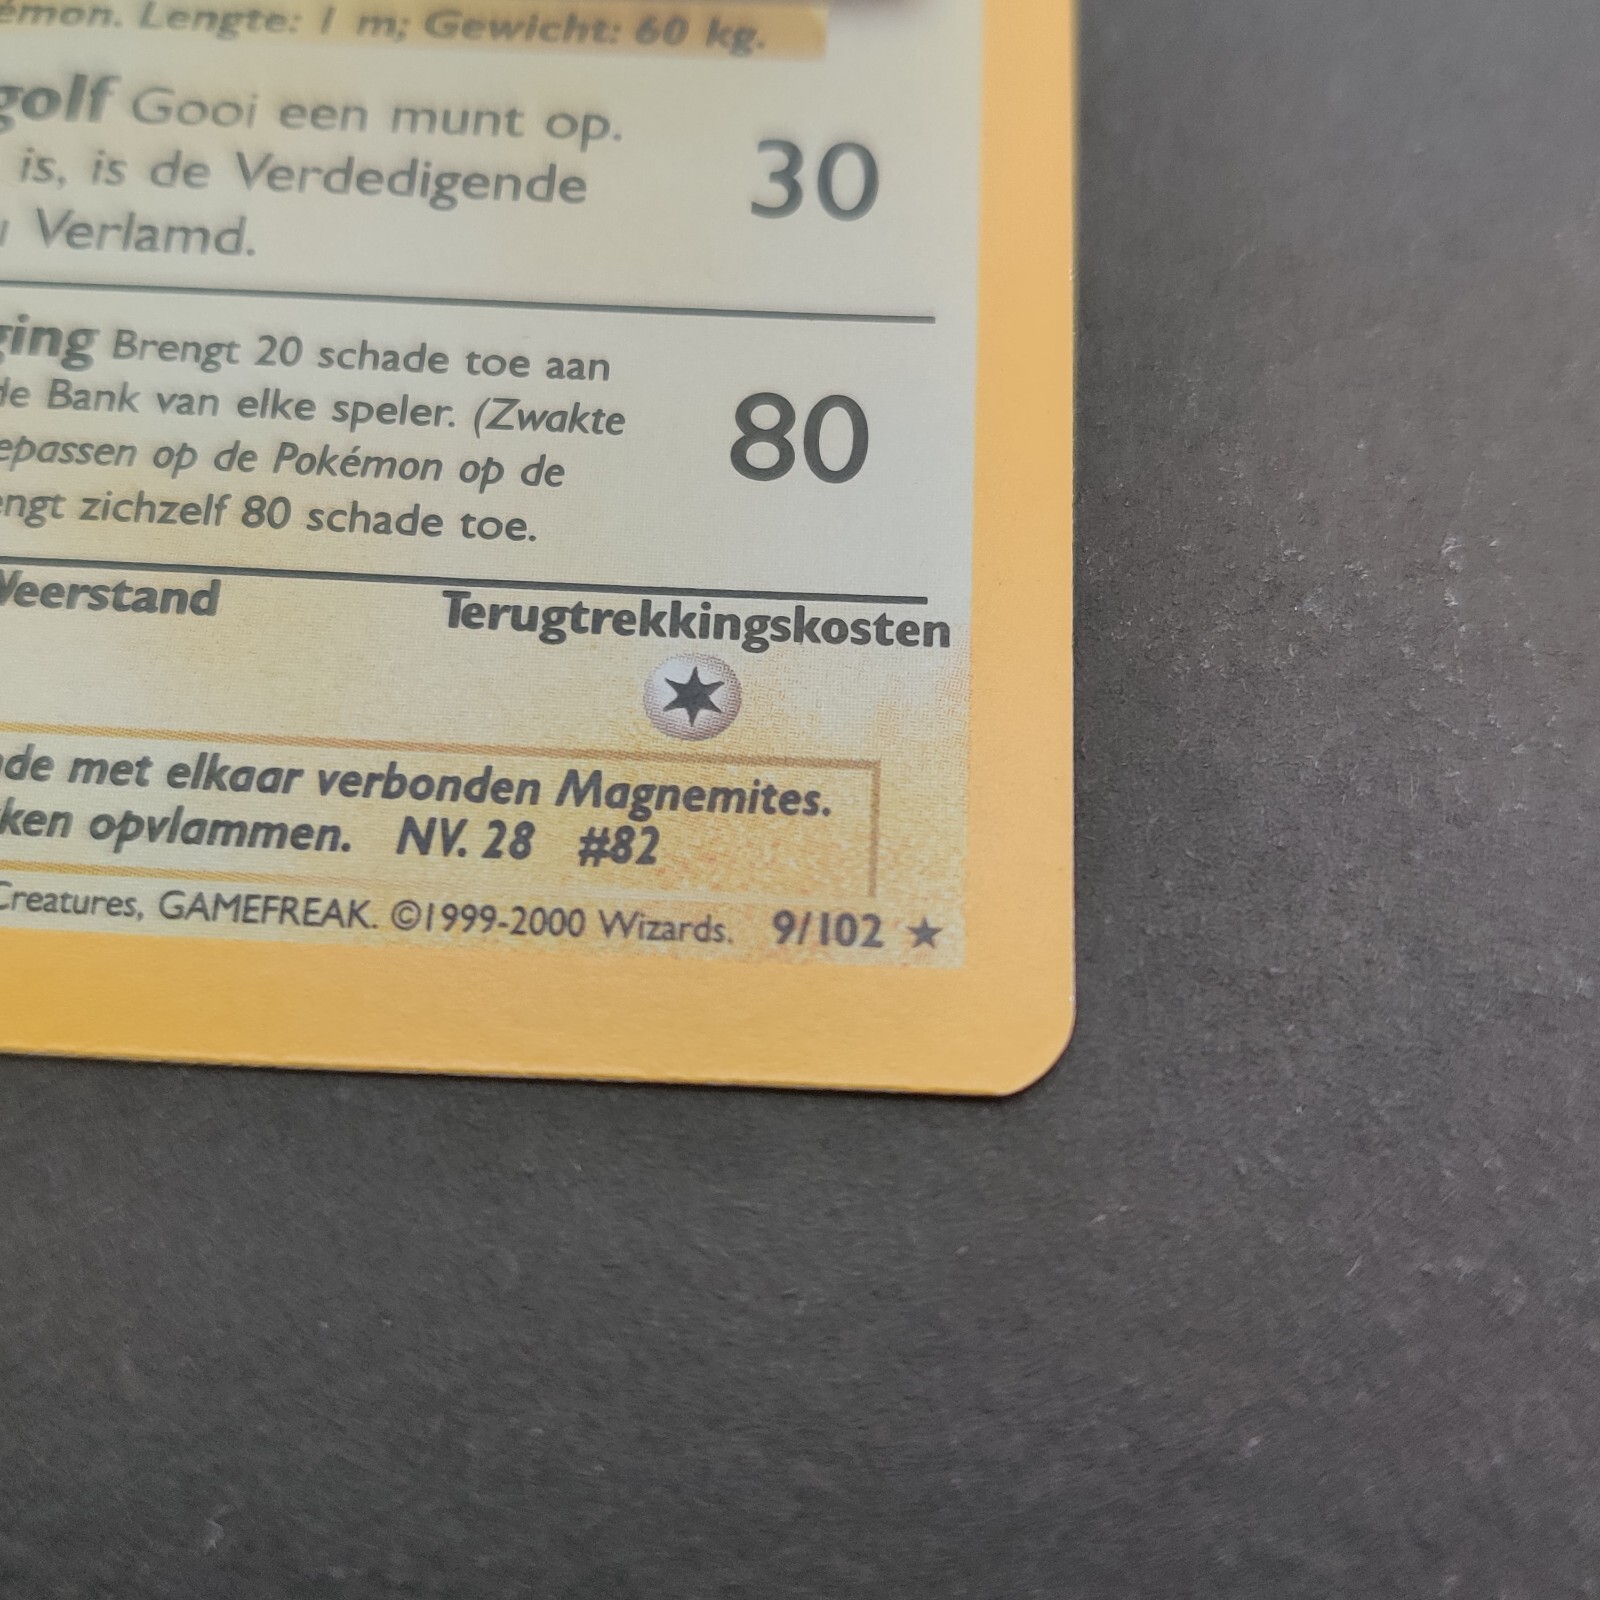 émon. Lengte: 1 m; Gewicht: 60 kg.
golf Gooi een munt op.
30
is, is de Verdedigende
Verlamd.
ging Brengt 20 schade toe aan
de Bank van elke speler. (Zwakte
80
epassen op de Pokémon op de
engt zichzelf 80 schade toe.
Weerstand Terugtrekkingskosten
de met elkaar verbonden Magnemites.
ken opvlammen. NV. 28 #82
Creatures, GAMEFREAK. ©1999-2000 Wizards. 9/102 ★